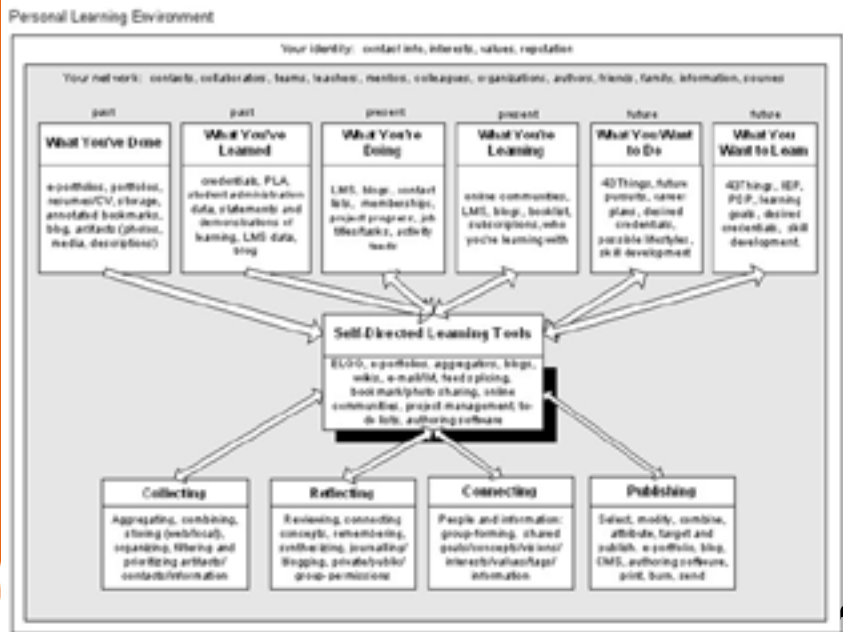 Personal Learning Environment
Your identity: contact info, interests, values, reputation
Your network: contacts, collaborators, teams, teachers, mentors, colleagues, organizations, authors, friends, family, information, sources
past
What You've Done
e-portfolios, portfolios,
resumes/CV, storage,
annotated bookmarks,
blog, artifacts (photos,
media, descriptions)
past
What You've
Learned
credentials, PLA,
student administration
data, statements and
demonstrations of
learning, LMS data,
blog
present
What You're
Doing
LMS, blogs, contact
lists, memberships,
project progress, job
titles/tasks, activity
present
What You're
Learning
online communities,
LMS, blogs, booklist,
subscriptions, who
you're learning with
future
What You Want
to Do
43Things, future
pursuits, career
plans, desired
credentials,
possible lifestyles,
skill development
future
What You
Want to Learn
43Things, IEP,
PDP, learning
goals, desired
credentials, skill
development,
Self-Directed Learning Tools
ELGG, e-portfolios, aggregators, blogs,
wikis, e-mail/IM, feed splicing,
bookmark/photo sharing, online
communities, project management, to-
do lists, authoring software
Collecting
Aggregating, combining,
storing (web/local),
organizing, filtering and
prioritizing artifacts/
contacts/information
Reflecting
Reviewing, connecting
concepts, remembering,
synthesizing, journalling/
blogging, private/public/
group permissions
Connecting
People and information:
group-forming, shared
goals/concepts/visions/
interests/values/tags/
information
Publishing
Select, modify, combine,
attribute, target and
publish. e-portfolio, blog,
CMS, authoring software,
print, burn, send